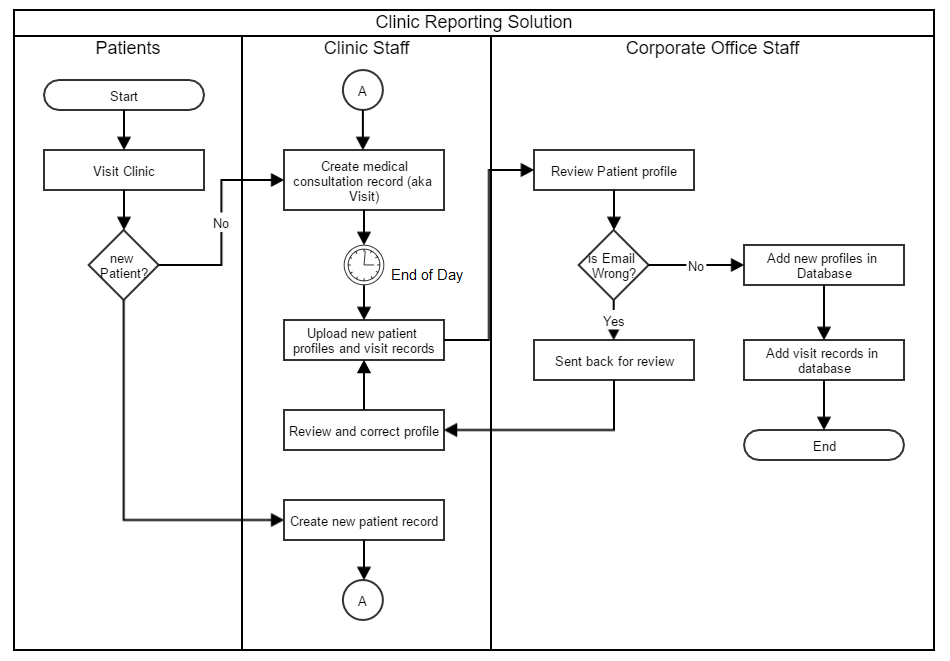 Clinic Reporting Solution
Patients
Clinic Staff
Corporate Office Staff
Start
Visit Clinic
new
Patient?
No
A
Create medical
consultation record (aka
Visit)
End of Day
Upload new patient
profiles and visit records
Review and correct profile
Create new patient record
A
Review Patient profile
Is Email
Wrong?
No
Yes
Sent back for review
Add new profiles in
Database
Add visit records in
database
End